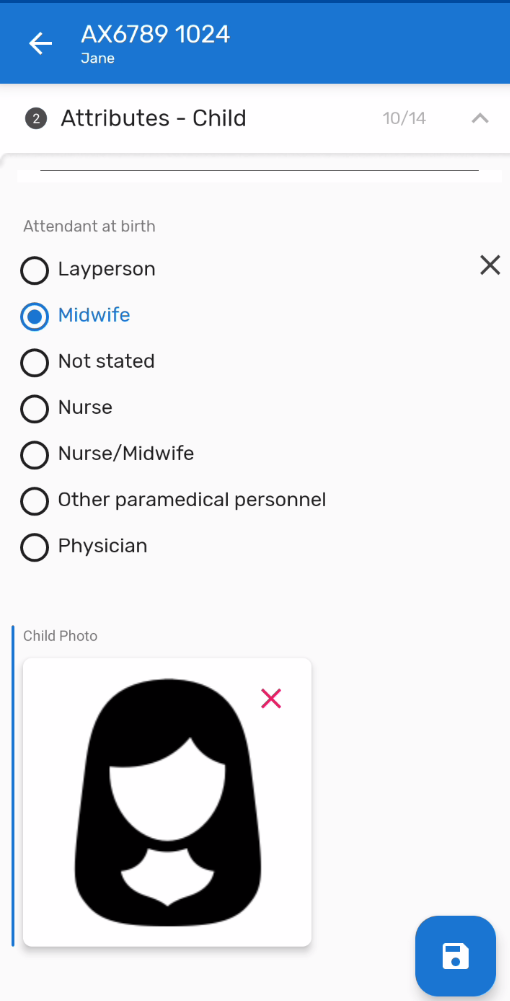 AX6789 1024
Jane
2 Attributes - Child 10/14
Attendant at birth
Layperson
Midwife
Not stated
Nurse
Nurse/Midwife
Other paramedical personnel
Physician
Child Photo